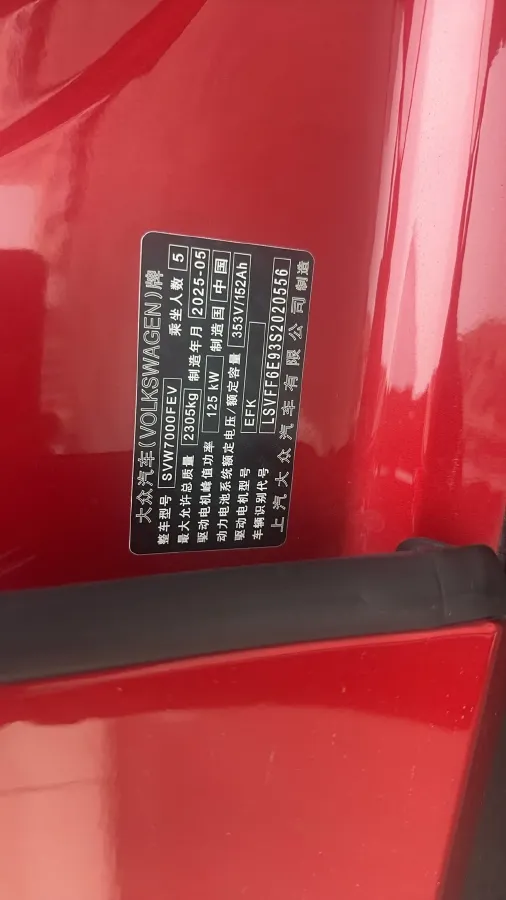 大众汽车(VOLKSWAGEN)牌
整车型号 SVW7000FEV 乘坐人数 5
最大允许总质量 2305kg 制造年月 2025-05
驱动电机峰值功率 125 kW 制造国 中国
动力电池系统额定电压/额定容量 353V/152Ah
驱动电机型号 EFK
车辆识别代号 LSVFF6E93S2020556
上汽大众汽车有限公司 制造